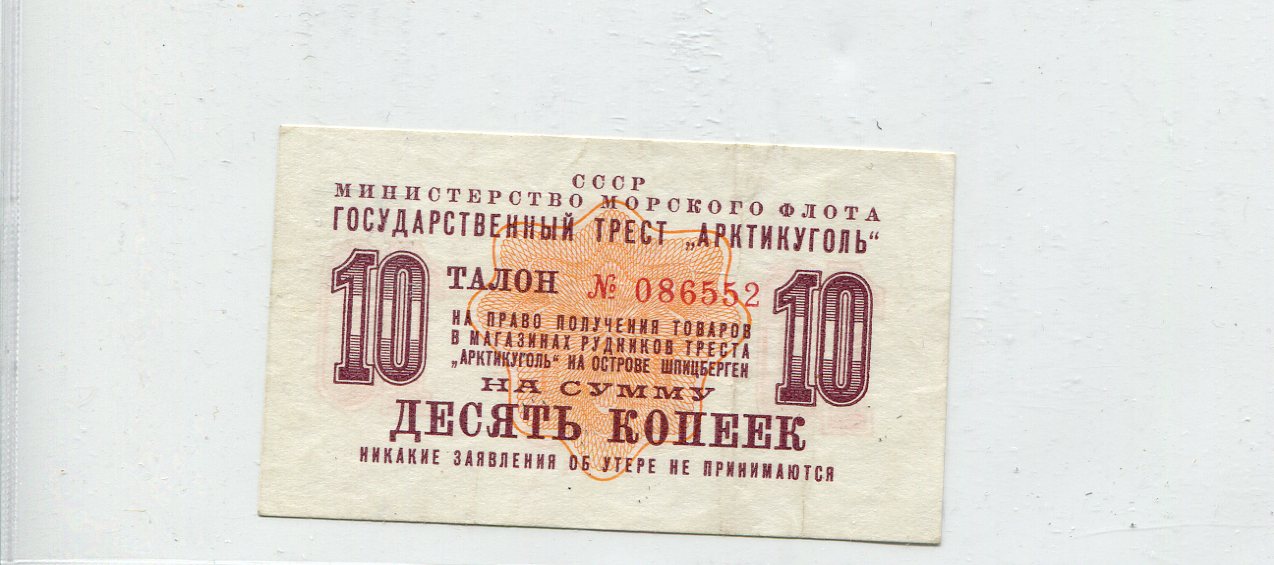 СССР
МИНИСТЕРСТВО МОРСКОГО ФЛОТА
ГОСУДАРСТВЕННЫЙ ТРЕСТ „АРКТИКУГОЛЬ“
10 ТАЛОН № 086552 10
НА ПРАВО ПОЛУЧЕНИЯ ТОВАРОВ
В МАГАЗИНАХ РУДНИКОВ ТРЕСТА
„АРКТИКУГОЛЬ“ НА ОСТРОВЕ ШПИЦБЕРГЕН
НА СУММУ
ДЕСЯТЬ КОПЕЕК
НИКАКИЕ ЗАЯВЛЕНИЯ ОБ УТЕРЕ НЕ ПРИНИМАЮТСЯ